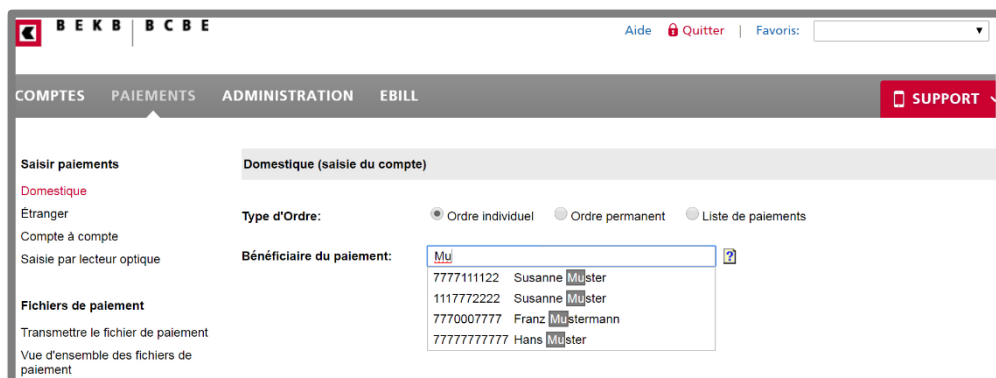 BEKB | BCBE
Aide Quitter | Favoris:
COMPTES PAIEMENTS ADMINISTRATION EBILL
SUPPORT
Saisir paiements
Domestique
Étranger
Compte à compte
Saisie par lecteur optique
Fichiers de paiement
Transmettre le fichier de paiement
Vue d'ensemble des fichiers de
paiement
Domestique (saisie du compte)
Type d'Ordre: Ordre individuel Ordre permanent Liste de paiements
Bénéficiaire du paiement: Mu ?
7777111122 Susanne Muster
1117772222 Susanne Muster
7770007777 Franz Mustermann
77777777777 Hans Muster